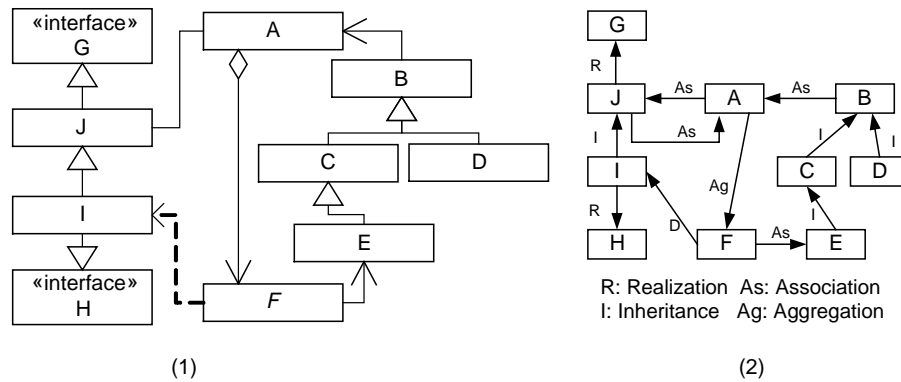 «interface»
G
J
I
«interface»
H
A
B
C
D
E
F
(1)
G
R
J
As
A
As
B
As
I
I
I
I
Ag
C
D
R
D
I
H
F
As
E
R: Realization As: Association
I: Inheritance Ag: Aggregation
(2)